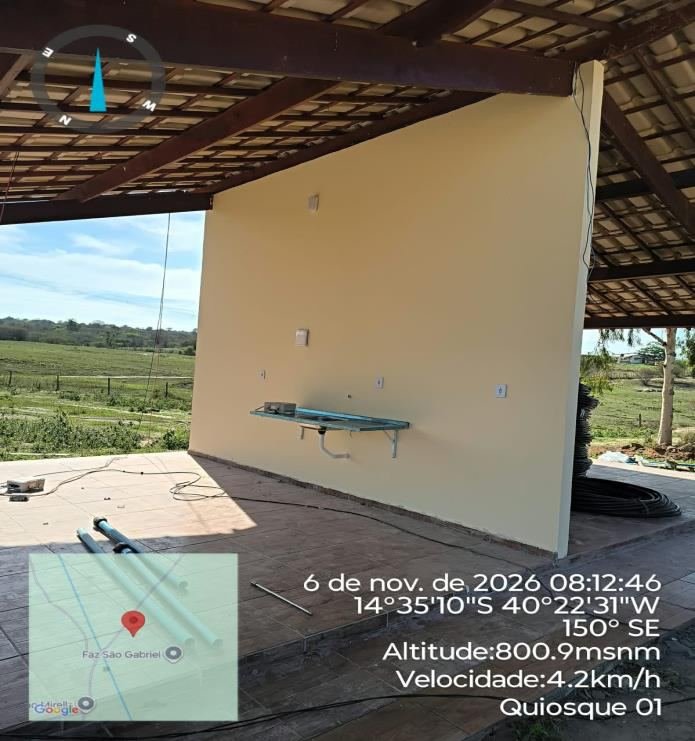 S
E
W
N
6 de nov. de 2026 08:12:46
14°35'10"S 40°22'31"W
150° SE
Altitude:800.9msnm
Velocidade:4.2km/h
Quiosque 01
Faz São Gabriel
Google